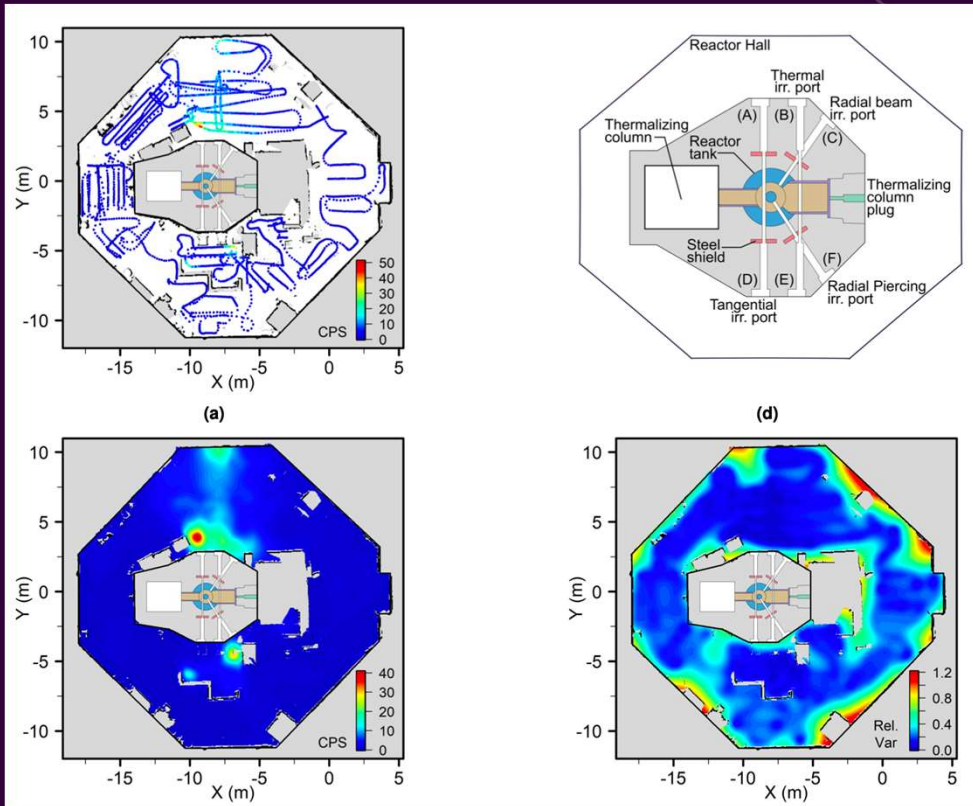 10
5
0
-5
-10
Y (m)
-15
-10
-5
0
5
X (m)
50
40
30
20
10
0
CPS
Reactor Hall
Thermal
irr. port
Radial beam
irr. port
(A)
(B)
(C)
Thermalizing
column
Reactor
tank
Thermalizing
column
plug
Steel
shield
(D)
(E)
(F)
Radial Piercing
irr. port
Tangential
irr. port
(a)
(d)
10
5
0
-5
-10
Y (m)
-15
-10
-5
0
5
X (m)
40
30
20
10
0
CPS
10
5
0
-5
-10
Y (m)
-15
-10
-5
0
5
X (m)
1.2
0.8
0.4
0.0
Rel.
Var